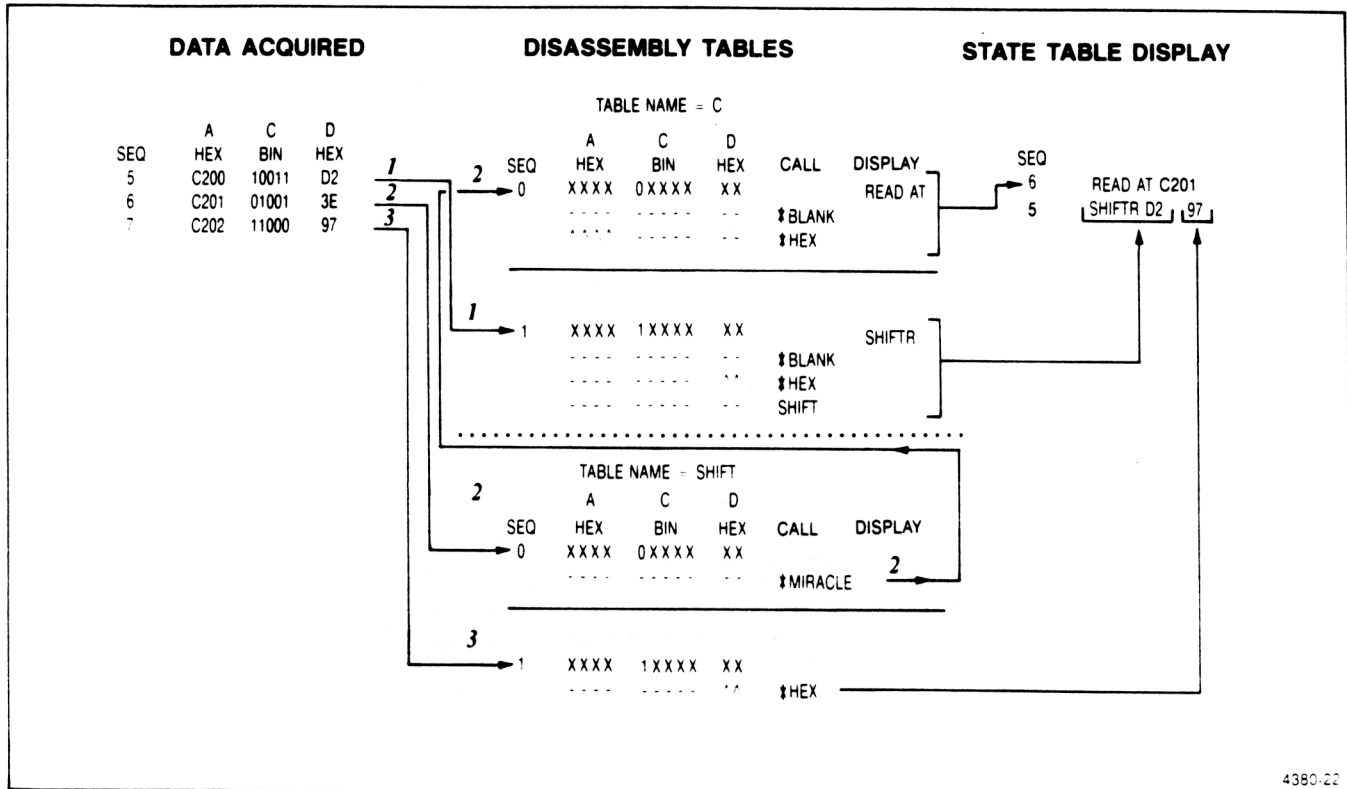 DATA ACQUIRED DISASSEMBLY TABLES STATE TABLE DISPLAY
TABLE NAME = C
A C D
SEQ HEX BIN HEX
5 C200 10011 D2
6 C201 01001 3E
7 C202 11000 97
1
2
3
A C D
SEQ HEX BIN HEX CALL DISPLAY
2 0 XXXX 0XXXX XX READ AT
- - - - - - - - - - - ‡BLANK
^ ^ ^ ^ - - - - - - - ‡HEX
SEQ
6 READ AT C201
5 SHIFTR D2 97
1 1 XXXX 1XXXX XX SHIFTR
- - - - - - - - - - - ‡BLANK
- - - - - - - - - ^ ^ ‡HEX
- - - - - - - - - - - SHIFT
TABLE NAME = SHIFT
2
A C D
SEQ HEX BIN HEX CALL DISPLAY
0 XXXX 0XXXX XX
- - - - - - - - - - - ‡MIRACLE 2
3 1 XXXX 1XXXX XX
- - - - - - - - - ^ ^ ‡HEX
4380-22